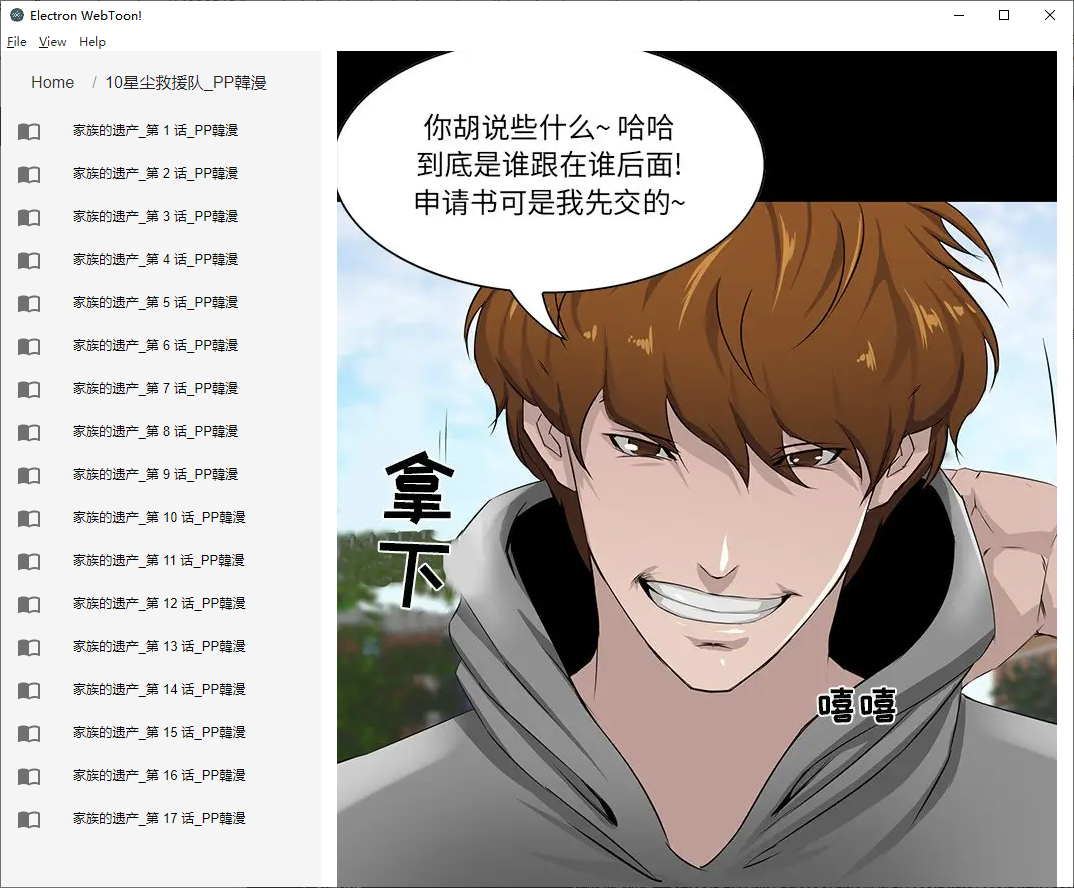 Electron WebToon!
File View Help
Home / 10星尘救援队_PP韓漫
家族的遗产_第 1 话_PP韓漫
家族的遗产_第 2 话_PP韓漫
家族的遗产_第 3 话_PP韓漫
家族的遗产_第 4 话_PP韓漫
家族的遗产_第 5 话_PP韓漫
家族的遗产_第 6 话_PP韓漫
家族的遗产_第 7 话_PP韓漫
家族的遗产_第 8 话_PP韓漫
家族的遗产_第 9 话_PP韓漫
家族的遗产_第 10 话_PP韓漫
家族的遗产_第 11 话_PP韓漫
家族的遗产_第 12 话_PP韓漫
家族的遗产_第 13 话_PP韓漫
家族的遗产_第 14 话_PP韓漫
家族的遗产_第 15 话_PP韓漫
家族的遗产_第 16 话_PP韓漫
家族的遗产_第 17 话_PP韓漫
你胡说些什么~ 哈哈
到底是谁跟在谁后面!
申请书可是我先交的~
拿下
嘻嘻